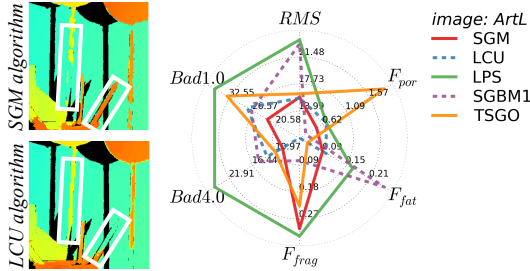 SGM algorithm
LCU algorithm
RMS
21.48
17.73
13.99
F_por
1.57
1.09
0.62
F_fat
0.21
0.15
0.09
F_frag
0.27
0.18
0.09
Bad4.0
21.91
16.44
10.97
Bad1.0
32.55
26.57
20.58
image: ArtL
SGM
LCU
LPS
SGBM1
TSGO